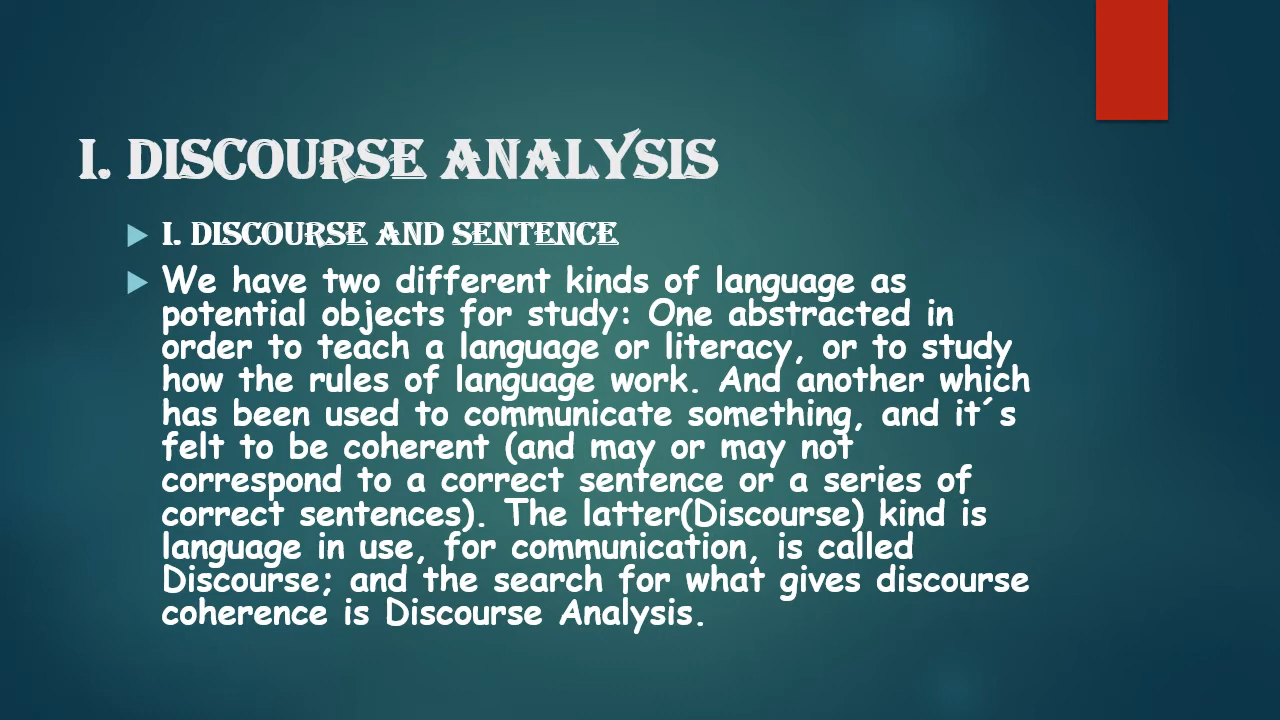 I. DISCOURSE ANALYSIS
I. DISCOURSE AND SENTENCE
We have two different kinds of language as
potential objects for study: One abstracted in
order to teach a language or literacy, or to study
how the rules of language work. And another which
has been used to communicate something, and it´s
felt to be coherent (and may or may not
correspond to a correct sentence or a series of
correct sentences). The latter(Discourse) kind is
language in use, for communication, is called
Discourse; and the search for what gives discourse
coherence is Discourse Analysis.